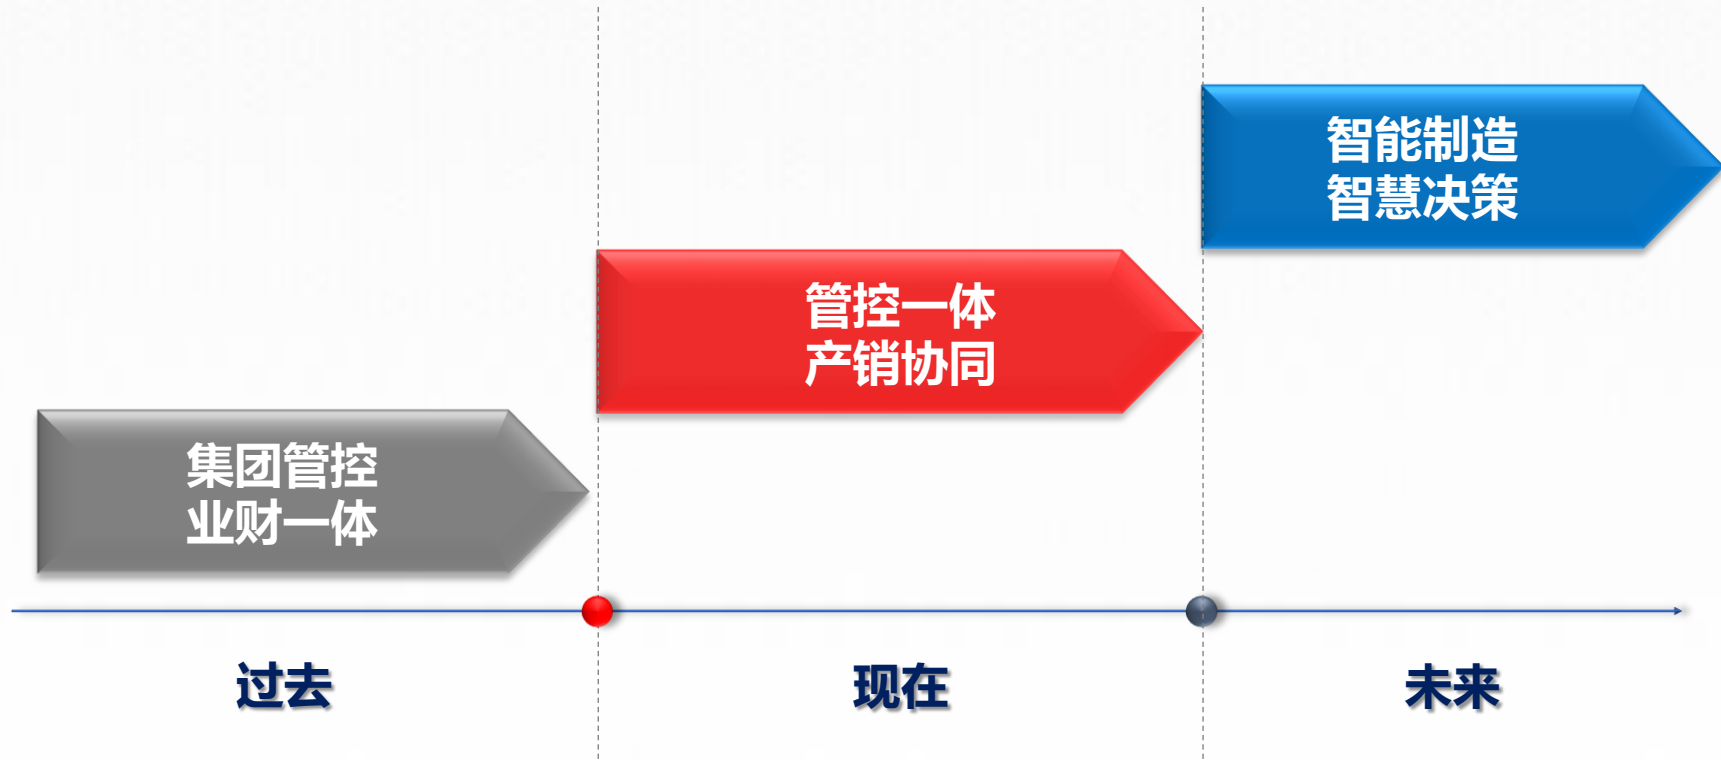 智能制造
智慧决策
管控一体
产销协同
集团管控
业财一体
过去
现在
未来